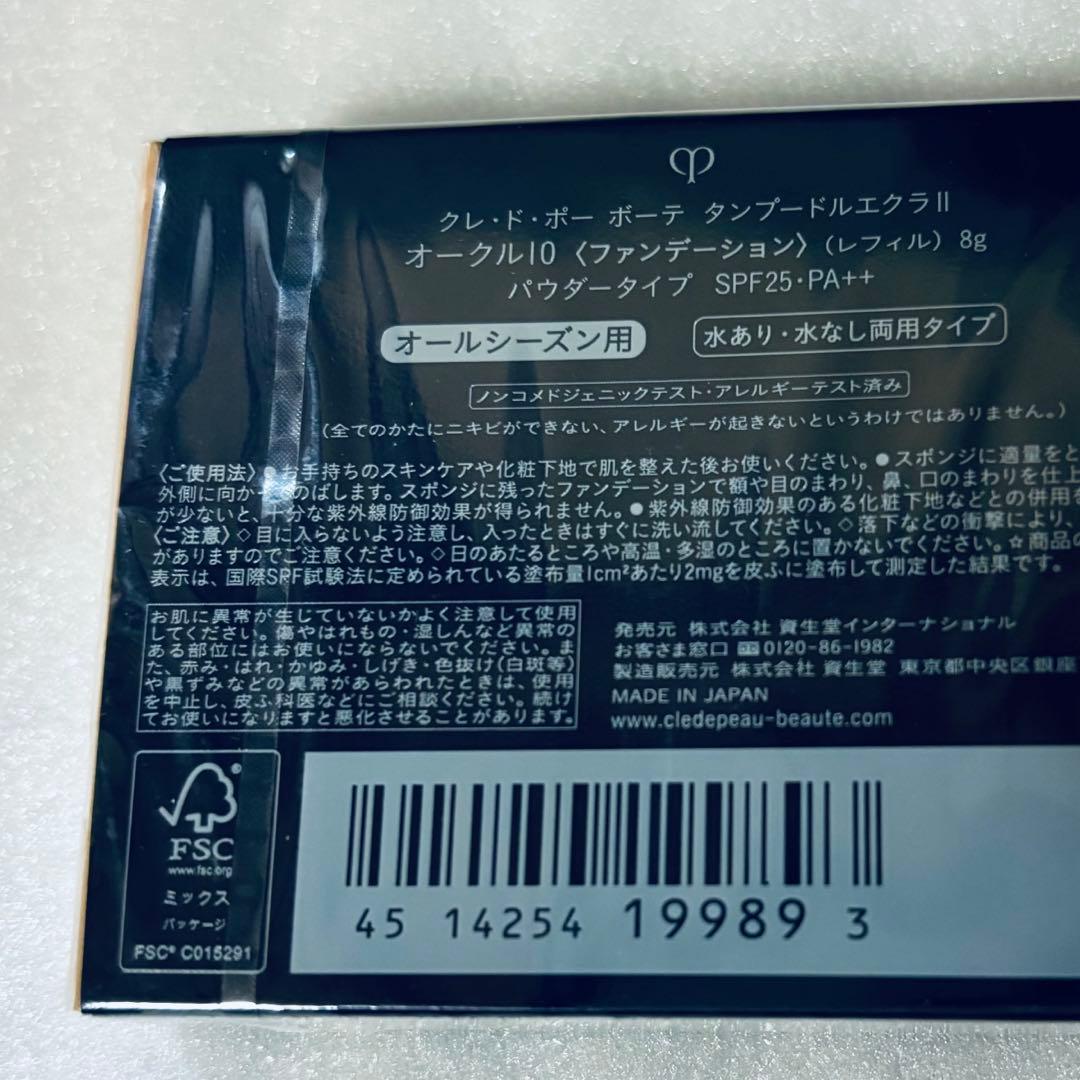 クレ・ド・ポー ボーテ タンプードルエクラⅡ
オークル10〈ファンデーション〉(レフィル) 8g
パウダータイプ SPF25・PA++
オールシーズン用
水あり・水なし両用タイプ
ノンコメドジェニックテスト・アレルギーテスト済み
(全てのかたにニキビができない、アレルギーが起きないというわけではありません。)
〈ご使用法〉●お手持ちのスキンケアや化粧下地で肌を整えた後お使いください。●スポンジに適量をと
外側に向かってのばします。スポンジに残ったファンデーションで額や目のまわり、鼻、口のまわりを仕上
が少ないと、十分な紫外線防御効果が得られません。●紫外線防御効果のある化粧下地などとの併用を
〈ご注意〉◇目に入らないよう注意し、入ったときはすぐに洗い流してください。◇落下などの衝撃により、
がありますのでご注意ください。◇日のあたるところや高温・多湿のところに置かないでください。☆商品の
表示は、国際SPF試験法に定められている塗布量1cm²あたり2mgを皮ふに塗布して測定した結果です。
お肌に異常が生じていないかよく注意して使用
してください。傷やはれもの・湿しんなど異常の
ある部位にはお使いにならないでください。ま
た、赤み・はれ・かゆみ・しげき・色抜け(白斑等)
や黒ずみなどの異常があらわれたときは、使用
を中止し、皮ふ科医などにご相談ください。続け
てお使いになりますと悪化させることがあります。
発売元 株式会社 資生堂インターナショナル
お客さま窓口 0120-86-1982
製造販売元 株式会社 資生堂 東京都中央区銀座
MADE IN JAPAN
www.cledepeau-beaute.com
FSC
www.fsc.org
ミックス
パッケージ
FSC® C015291
45 14254 19989 3